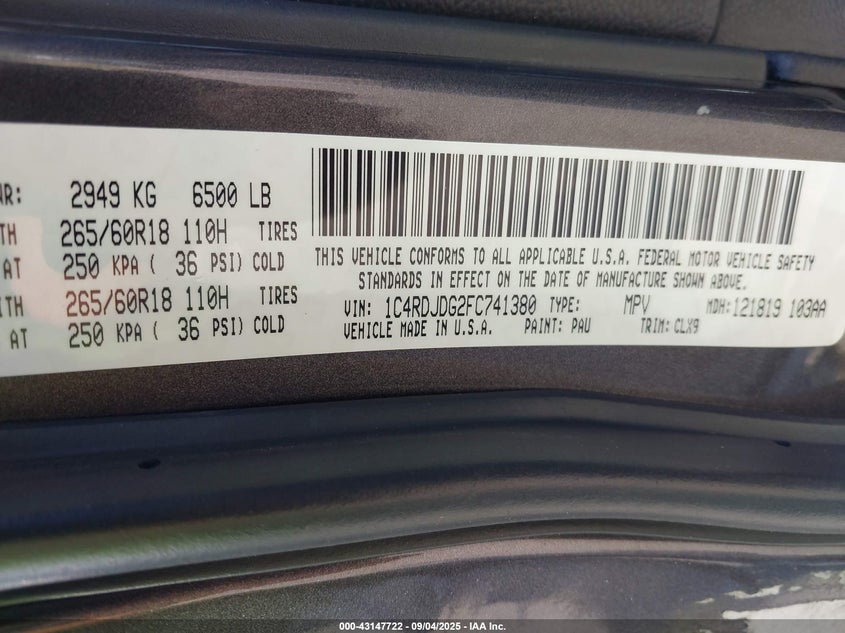 WR: 2949 KG 6500 LB
TH 265/60R18 110H TIRES
AT 250 KPA ( 36 PSI) COLD
ITH 265/60R18 110H TIRES
AT 250 KPA ( 36 PSI) COLD
THIS VEHICLE CONFORMS TO ALL APPLICABLE U.S.A. FEDERAL MOTOR VEHICLE SAFETY
STANDARDS IN EFFECT ON THE DATE OF MANUFACTURE SHOWN ABOVE.
VIN: 1C4RDJDG2FC741380 TYPE: MPV MDH:121819 103AA
VEHICLE MADE IN U.S.A. PAINT: PAU TRIM: CLX9
000-43147722 - 09/04/2025 - IAA Inc.